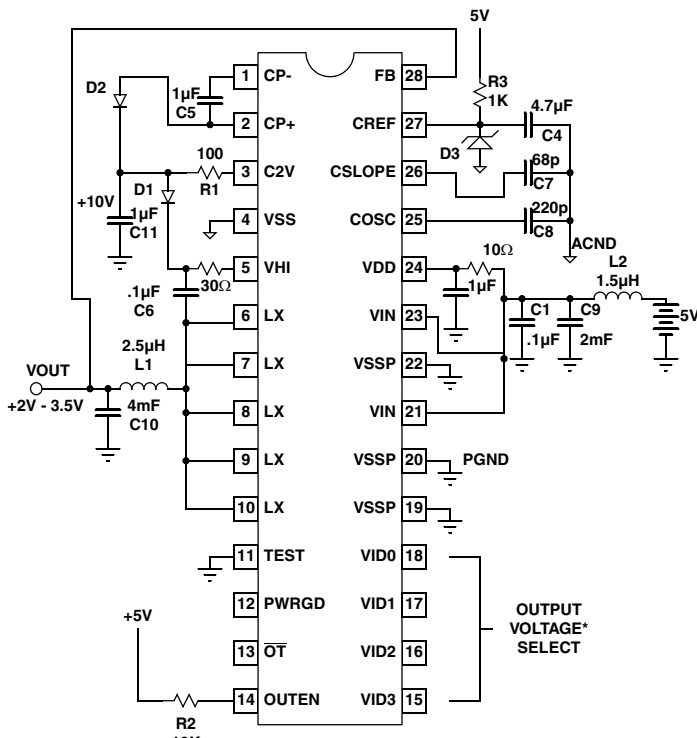 5V
D2
1µF
C5
1 CP-
FB 28
R3
1K
4.7µF
C4
2 CP+
CREF 27
D3
100
R1
D1
3 C2V
CSLOPE 26
68p
C7
+10V
1µF
C11
4 VSS
COSC 25
220p
C8
ACND
5 VHI
VDD 24
30Ω
10Ω
L2
1.5µH
.1µF
C6
1µF
6 LX
VIN 23
C1
.1µF
C9
2mF
5V
2.5µH
L1
7 LX
VSSP 22
VOUT
+2V - 3.5V
4mF
C10
8 LX
VIN 21
9 LX
VSSP 20
PGND
10 LX
VSSP 19
11 TEST
VID0 18
12 PWRGD
VID1 17
OUTPUT
VOLTAGE*
SELECT
+5V
13 OT
VID2 16
14 OUTEN
VID3 15
R2